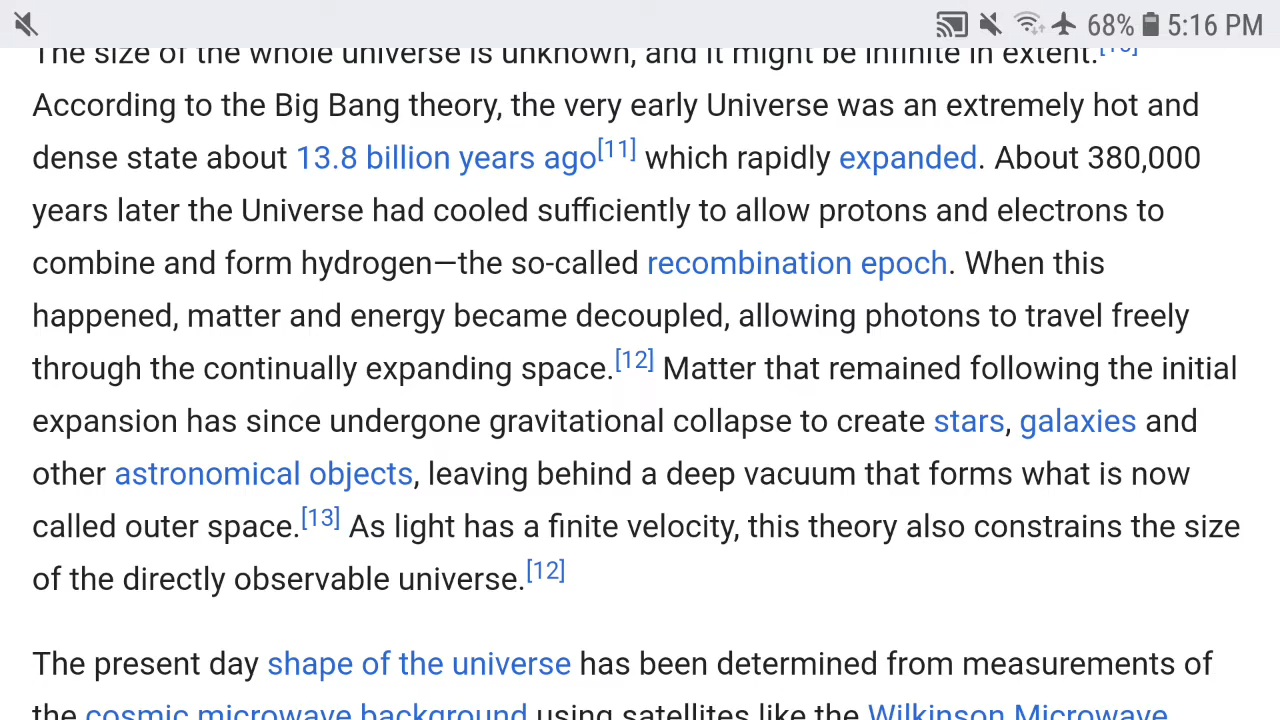 68% 5:16 PM
The size of the whole universe is unknown, and it might be infinite in extent.
According to the Big Bang theory, the very early Universe was an extremely hot and
dense state about 13.8 billion years ago[11] which rapidly expanded. About 380,000
years later the Universe had cooled sufficiently to allow protons and electrons to
combine and form hydrogen—the so-called recombination epoch. When this
happened, matter and energy became decoupled, allowing photons to travel freely
through the continually expanding space.[12] Matter that remained following the initial
expansion has since undergone gravitational collapse to create stars, galaxies and
other astronomical objects, leaving behind a deep vacuum that forms what is now
called outer space.[13] As light has a finite velocity, this theory also constrains the size
of the directly observable universe.[12]
The present day shape of the universe has been determined from measurements of
the cosmic microwave background using satellites like the Wilkinson Microwave